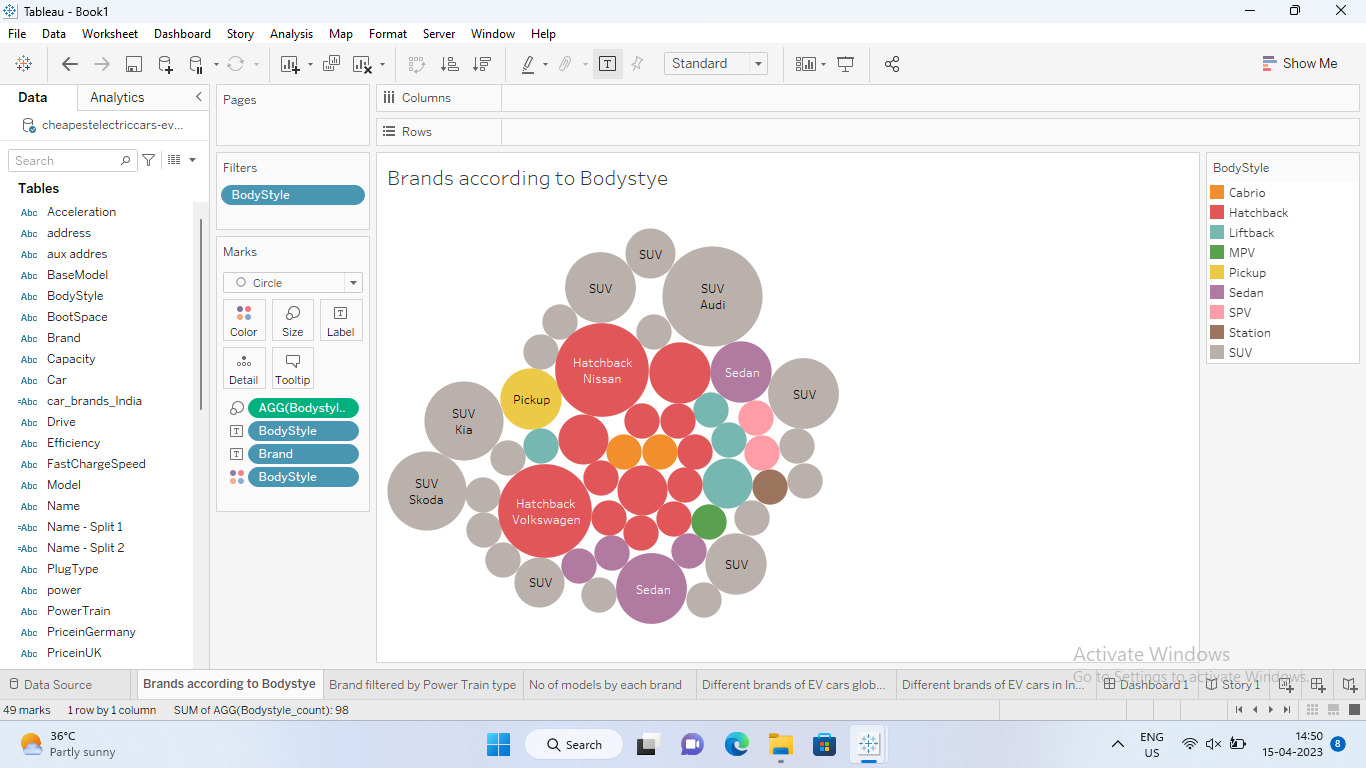 Tableau - Book1
File Data Worksheet Dashboard Story Analysis Map Format Server Window Help
Standard
Show Me
Data Analytics
cheapestelectriccars-ev...
Search
Tables
Abc Acceleration
Abc address
Abc aux addres
Abc BaseModel
Abc BodyStyle
Abc BootSpace
Abc Brand
Abc Capacity
Abc Car
=Abc car_brands_India
Abc Drive
Abc Efficiency
Abc FastChargeSpeed
Abc Model
Abc Name
=Abc Name - Split 1
=Abc Name - Split 2
Abc PlugType
Abc power
Abc PowerTrain
Abc PriceinGermany
Abc PriceinUK
Pages
Filters
BodyStyle
Marks
Circle
Color Size Label
Detail Tooltip
AGG(Bodystyl..
BodyStyle
Brand
BodyStyle
Columns
Rows
Brands according to Bodystye
SUV
SUV
SUV
Audi
Hatchback
Nissan
Sedan
SUV
Pickup
SUV
Kia
SUV
Skoda
Hatchback
Volkswagen
SUV
SUV
Sedan
BodyStyle
Cabrio
Hatchback
Liftback
MPV
Pickup
Sedan
SPV
Station
SUV
Activate Windows
Go to Settings to activate Windows.
Data Source
Brands according to Bodystye
Brand filtered by Power Train type
No of models by each brand
Different brands of EV cars glob...
Different brands of EV cars in In...
Dashboard 1
Story 1
49 marks 1 row by 1 column SUM of AGG(Bodystyle_count): 98
36°C
Partly sunny
Search
ENG
US
14:50
15-04-2023
8